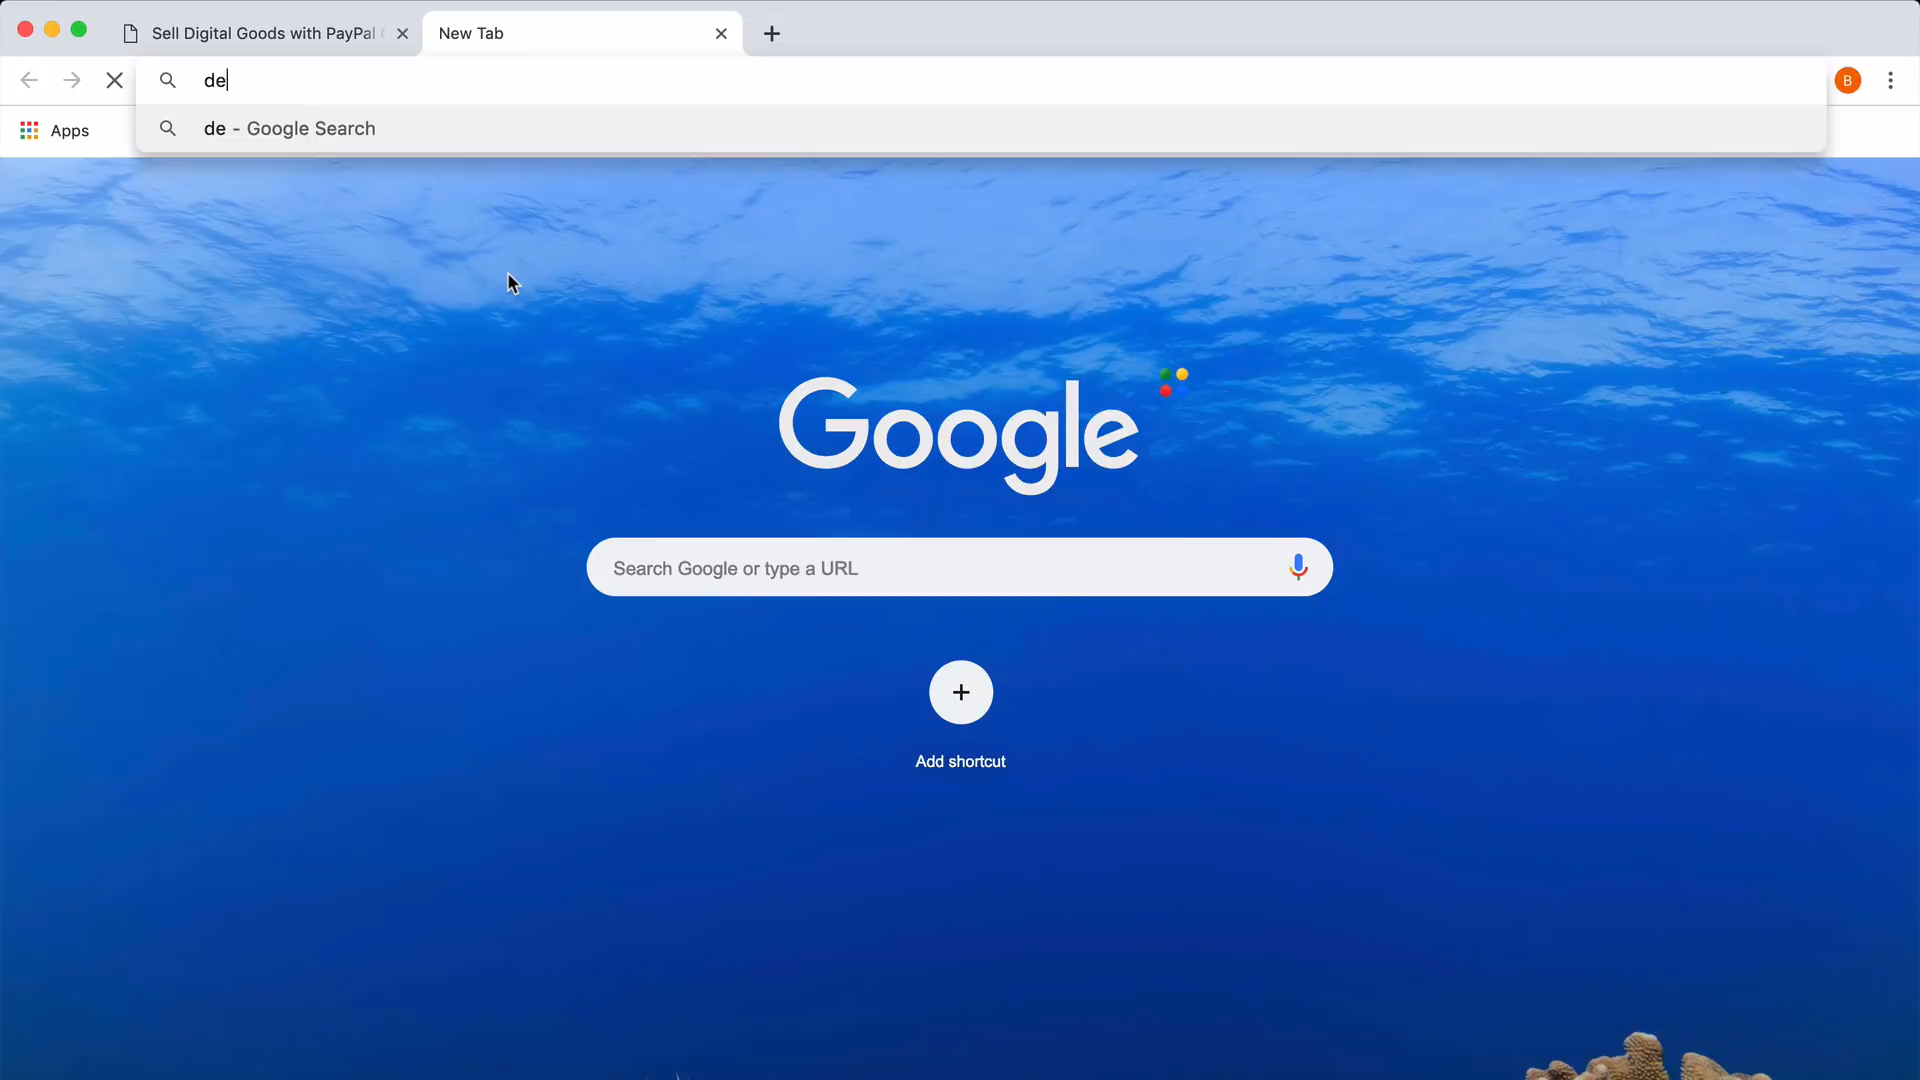 Sell Digital Goods with PayPal
New Tab
de
B
Apps
de - Google Search
Google
Search Google or type a URL
Add shortcut